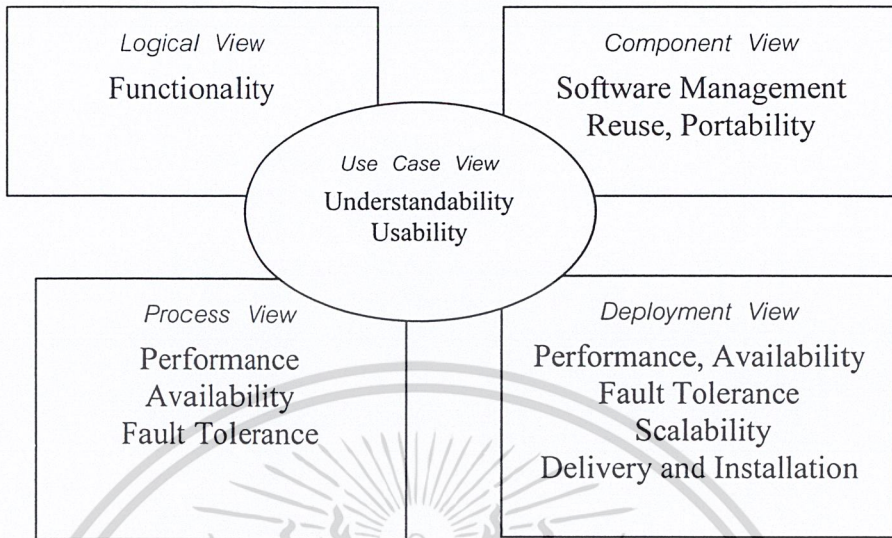 Logical View
Functionality
Component View
Software Management
Reuse, Portability
Use Case View
Understandability
Usability
Process View
Performance
Availability
Fault Tolerance
Deployment View
Performance, Availability
Fault Tolerance
Scalability
Delivery and Installation